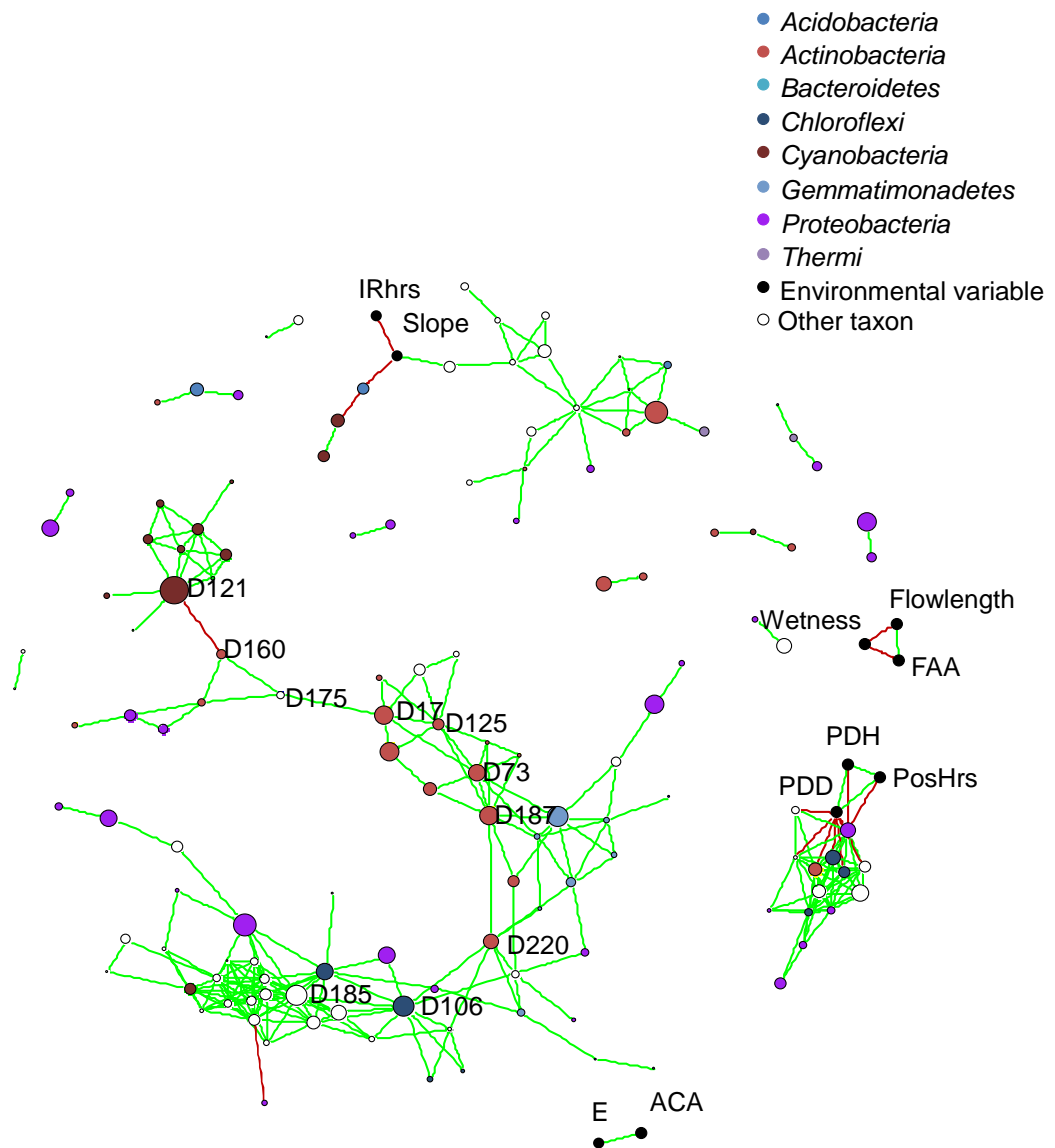 Acidobacteria
Actinobacteria
Bacteroidetes
Chloroflexi
Cyanobacteria
Gemmatimonadetes
Proteobacteria
Thermi
Environmental variable
Other taxon
IRhrs
Slope
D121
Wetness
Flowlength
D160
FAA
D175
D17
D125
PDH
D73
PDD
PosHrs
D187
D220
D185
D106
E
ACA